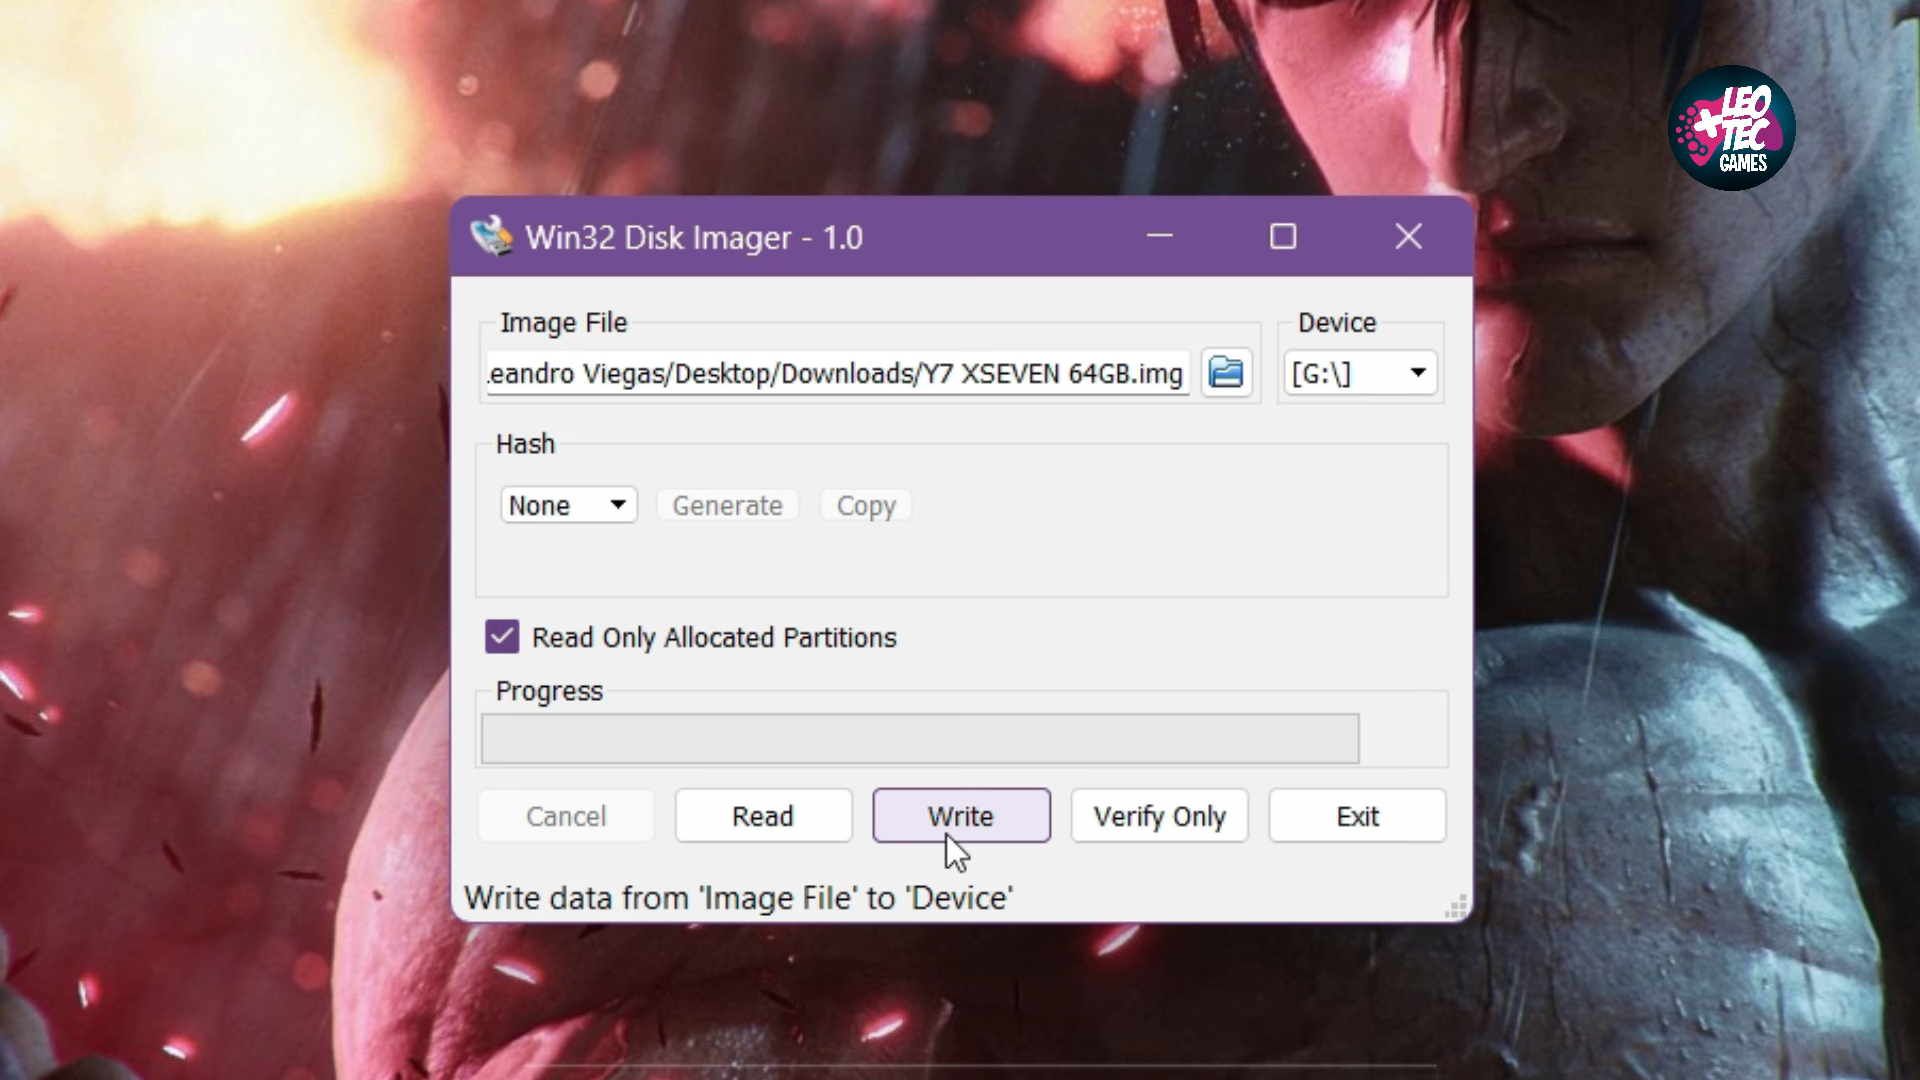 LEO
TEC
GAMES
Win32 Disk Imager - 1.0
Image File
Device
eandro Viegas/Desktop/Downloads/Y7 XSEVEN 64GB.img
[G:\]
Hash
None
Generate
Copy
Read Only Allocated Partitions
Progress
Cancel
Read
Write
Verify Only
Exit
Write data from 'Image File' to 'Device'